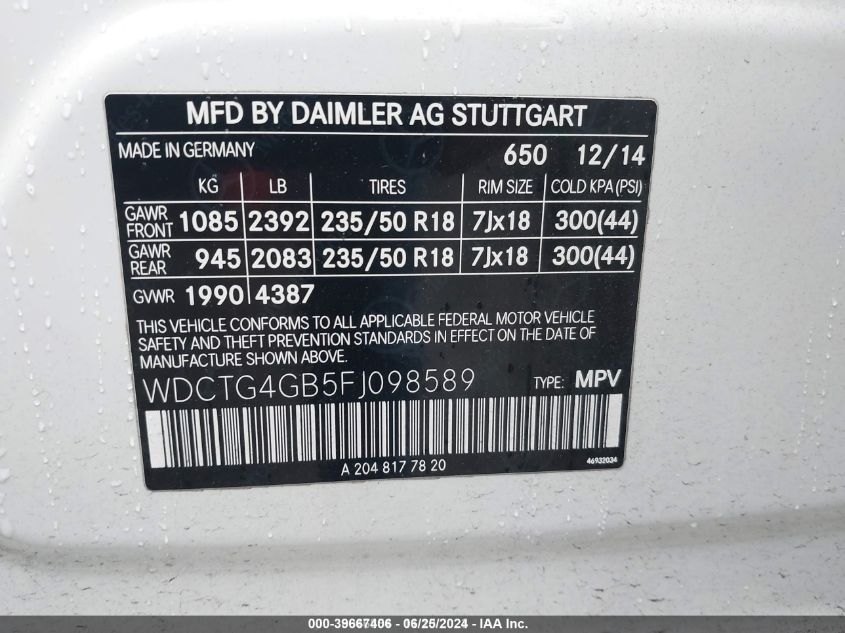 MFD BY DAIMLER AG STUTTGART
MADE IN GERMANY 650 12/14
KG LB TIRES RIM SIZE COLD KPA (PSI)
GAWR FRONT 1085 2392 235/50 R18 7Jx18 300(44)
GAWR REAR 945 2083 235/50 R18 7Jx18 300(44)
GVWR 1990 4387
THIS VEHICLE CONFORMS TO ALL APPLICABLE FEDERAL MOTOR VEHICLE
SAFETY AND THEFT PREVENTION STANDARDS IN EFFECT ON THE DATE OF
MANUFACTURE SHOWN ABOVE.
WDCTG4GB5FJ098589 TYPE: MPV
A 204 817 78 20 46932034
000-39667406 - 06/26/2024 - IAA Inc.